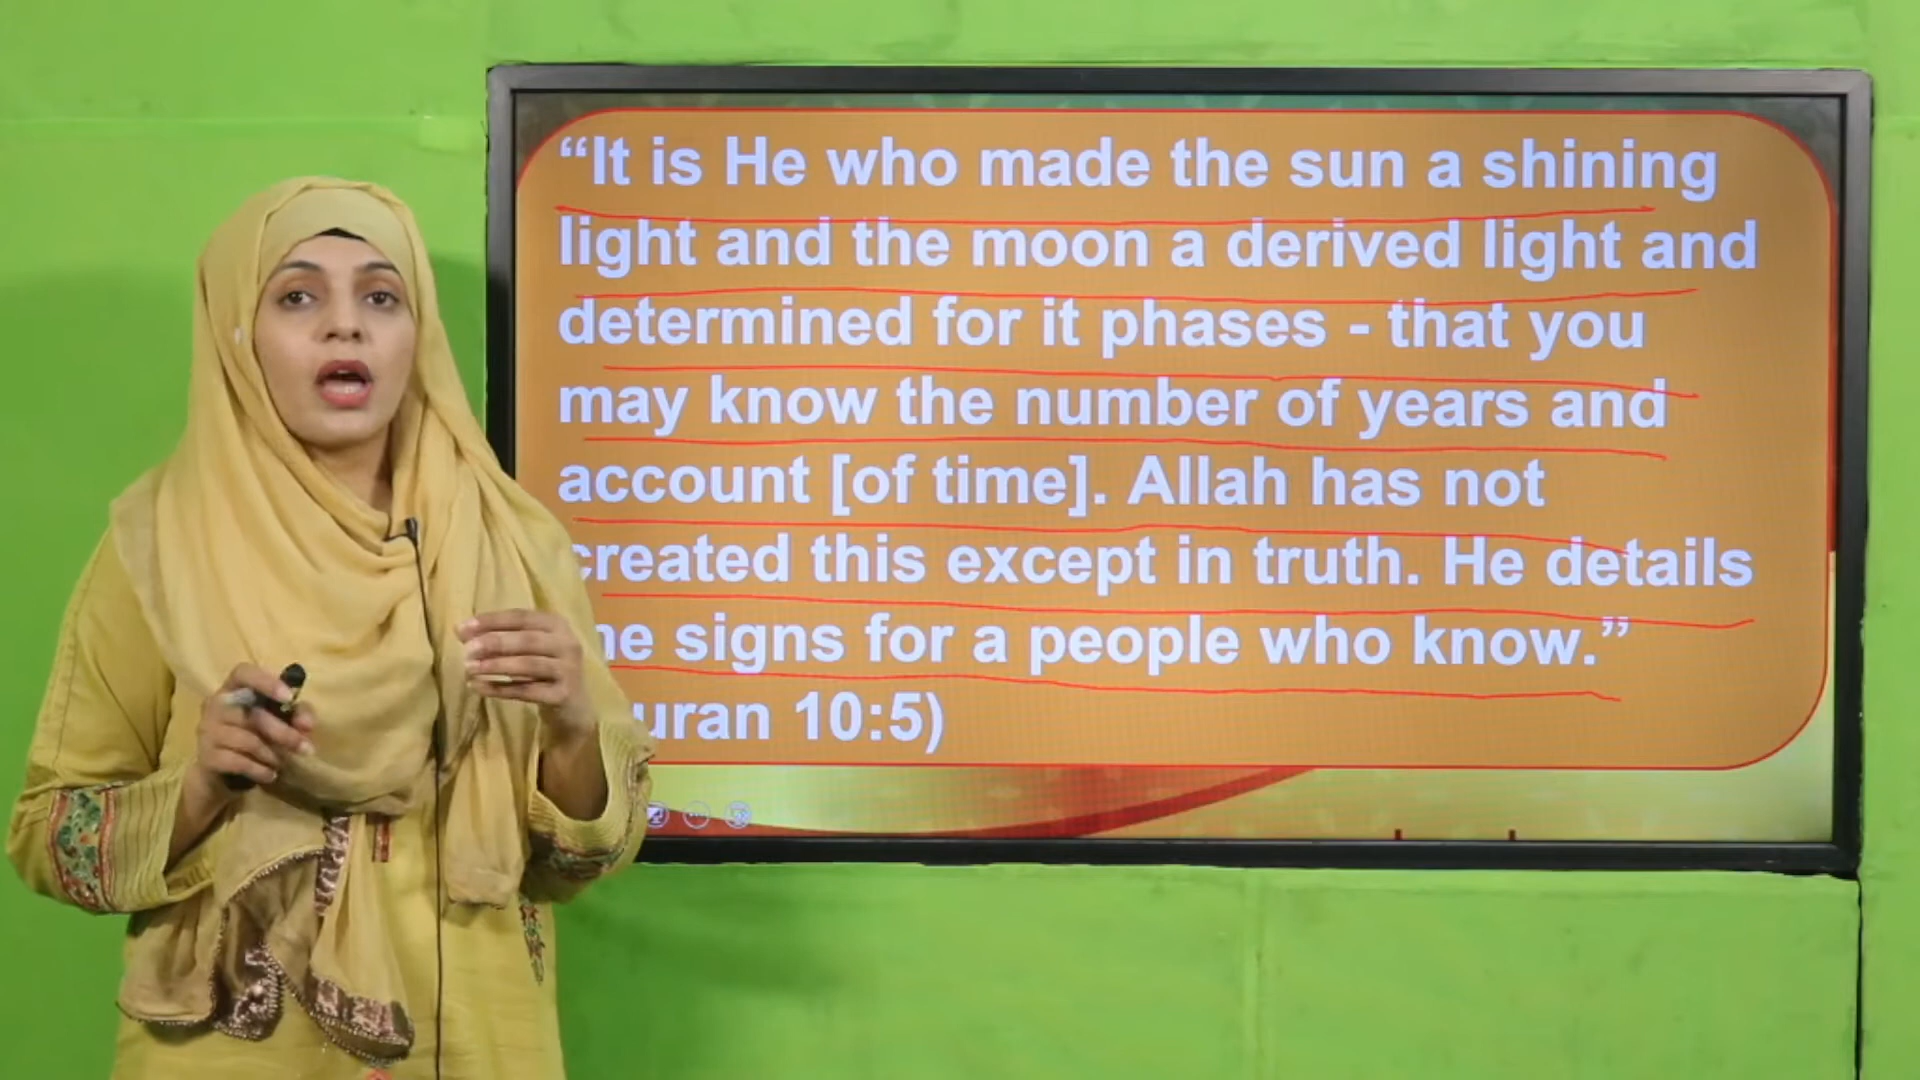 “It is He who made the sun a shining
light and the moon a derived light and
determined for it phases - that you
may know the number of years and
account [of time]. Allah has not
created this except in truth. He details
signs for a people who know.”
10:5)